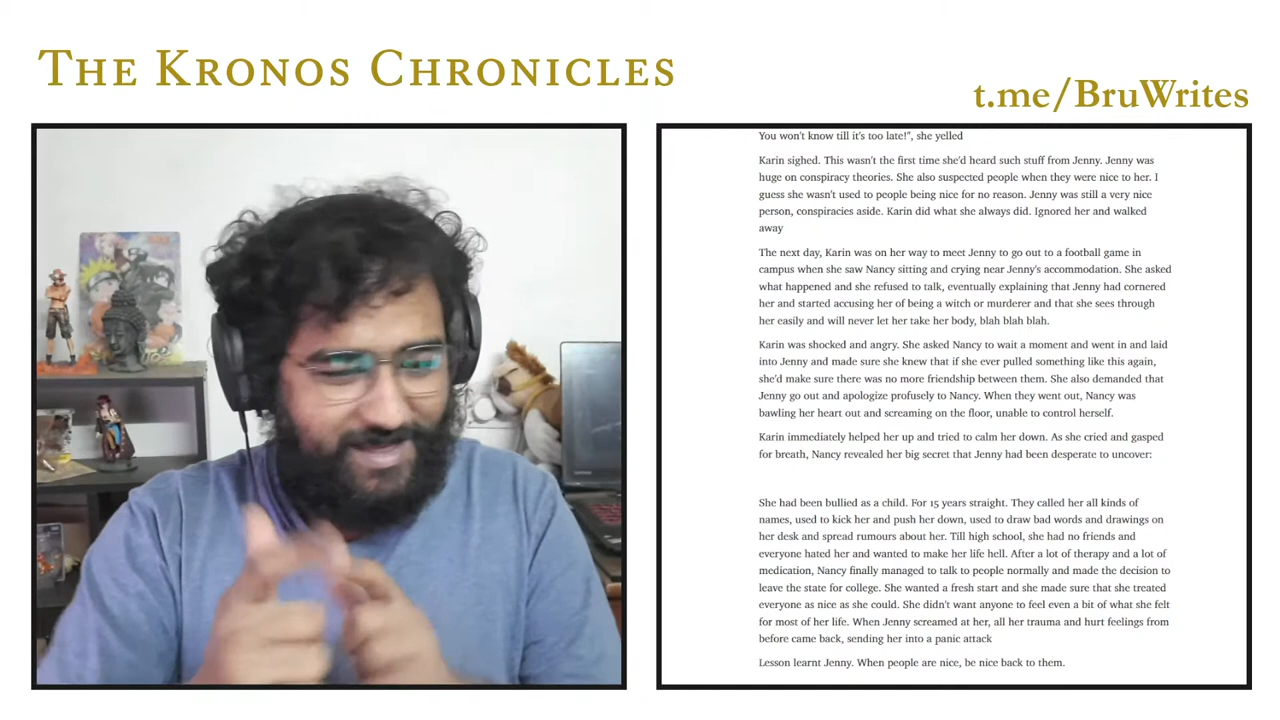 THE KRONOS CHRONICLES
t.me/BruWrites
You won't know till it's too late!", she yelled
Karin sighed. This wasn't the first time she'd heard such stuff from Jenny. Jenny was
huge on conspiracy theories. She also suspected people when they were nice to her. I
guess she wasn't used to people being nice for no reason. Jenny was still a very nice
person, conspiracies aside. Karin did what she always did. Ignored her and walked
away
The next day, Karin was on her way to meet Jenny to go out to a football game in
campus when she saw Nancy sitting and crying near Jenny's accommodation. She asked
what happened and she refused to talk, eventually explaining that Jenny had cornered
her and started accusing her of being a witch or murderer and that she sees through
her easily and will never let her take her body, blah blah blah.
Karin was shocked and angry. She asked Nancy to wait a moment and went in and laid
into Jenny and made sure she knew that if she ever pulled something like this again,
she'd make sure there was no more friendship between them. She also demanded that
Jenny go out and apologize profusely to Nancy. When they went out, Nancy was
bawling her heart out and screaming on the floor, unable to control herself.
Karin immediately helped her up and tried to calm her down. As she cried and gasped
for breath, Nancy revealed her big secret that Jenny had been desperate to uncover:
She had been bullied as a child. For 15 years straight. They called her all kinds of
names, used to kick her and push her down, used to draw bad words and drawings on
her desk and spread rumours about her. Till high school, she had no friends and
everyone hated her and wanted to make her life hell. After a lot of therapy and a lot of
medication, Nancy finally managed to talk to people normally and made the decision to
leave the state for college. She wanted a fresh start and she made sure that she treated
everyone as nice as she could. She didn't want anyone to feel even a bit of what she felt
for most of her life. When Jenny screamed at her, all her trauma and hurt feelings from
before came back, sending her into a panic attack
Lesson learnt Jenny. When people are nice, be nice back to them.